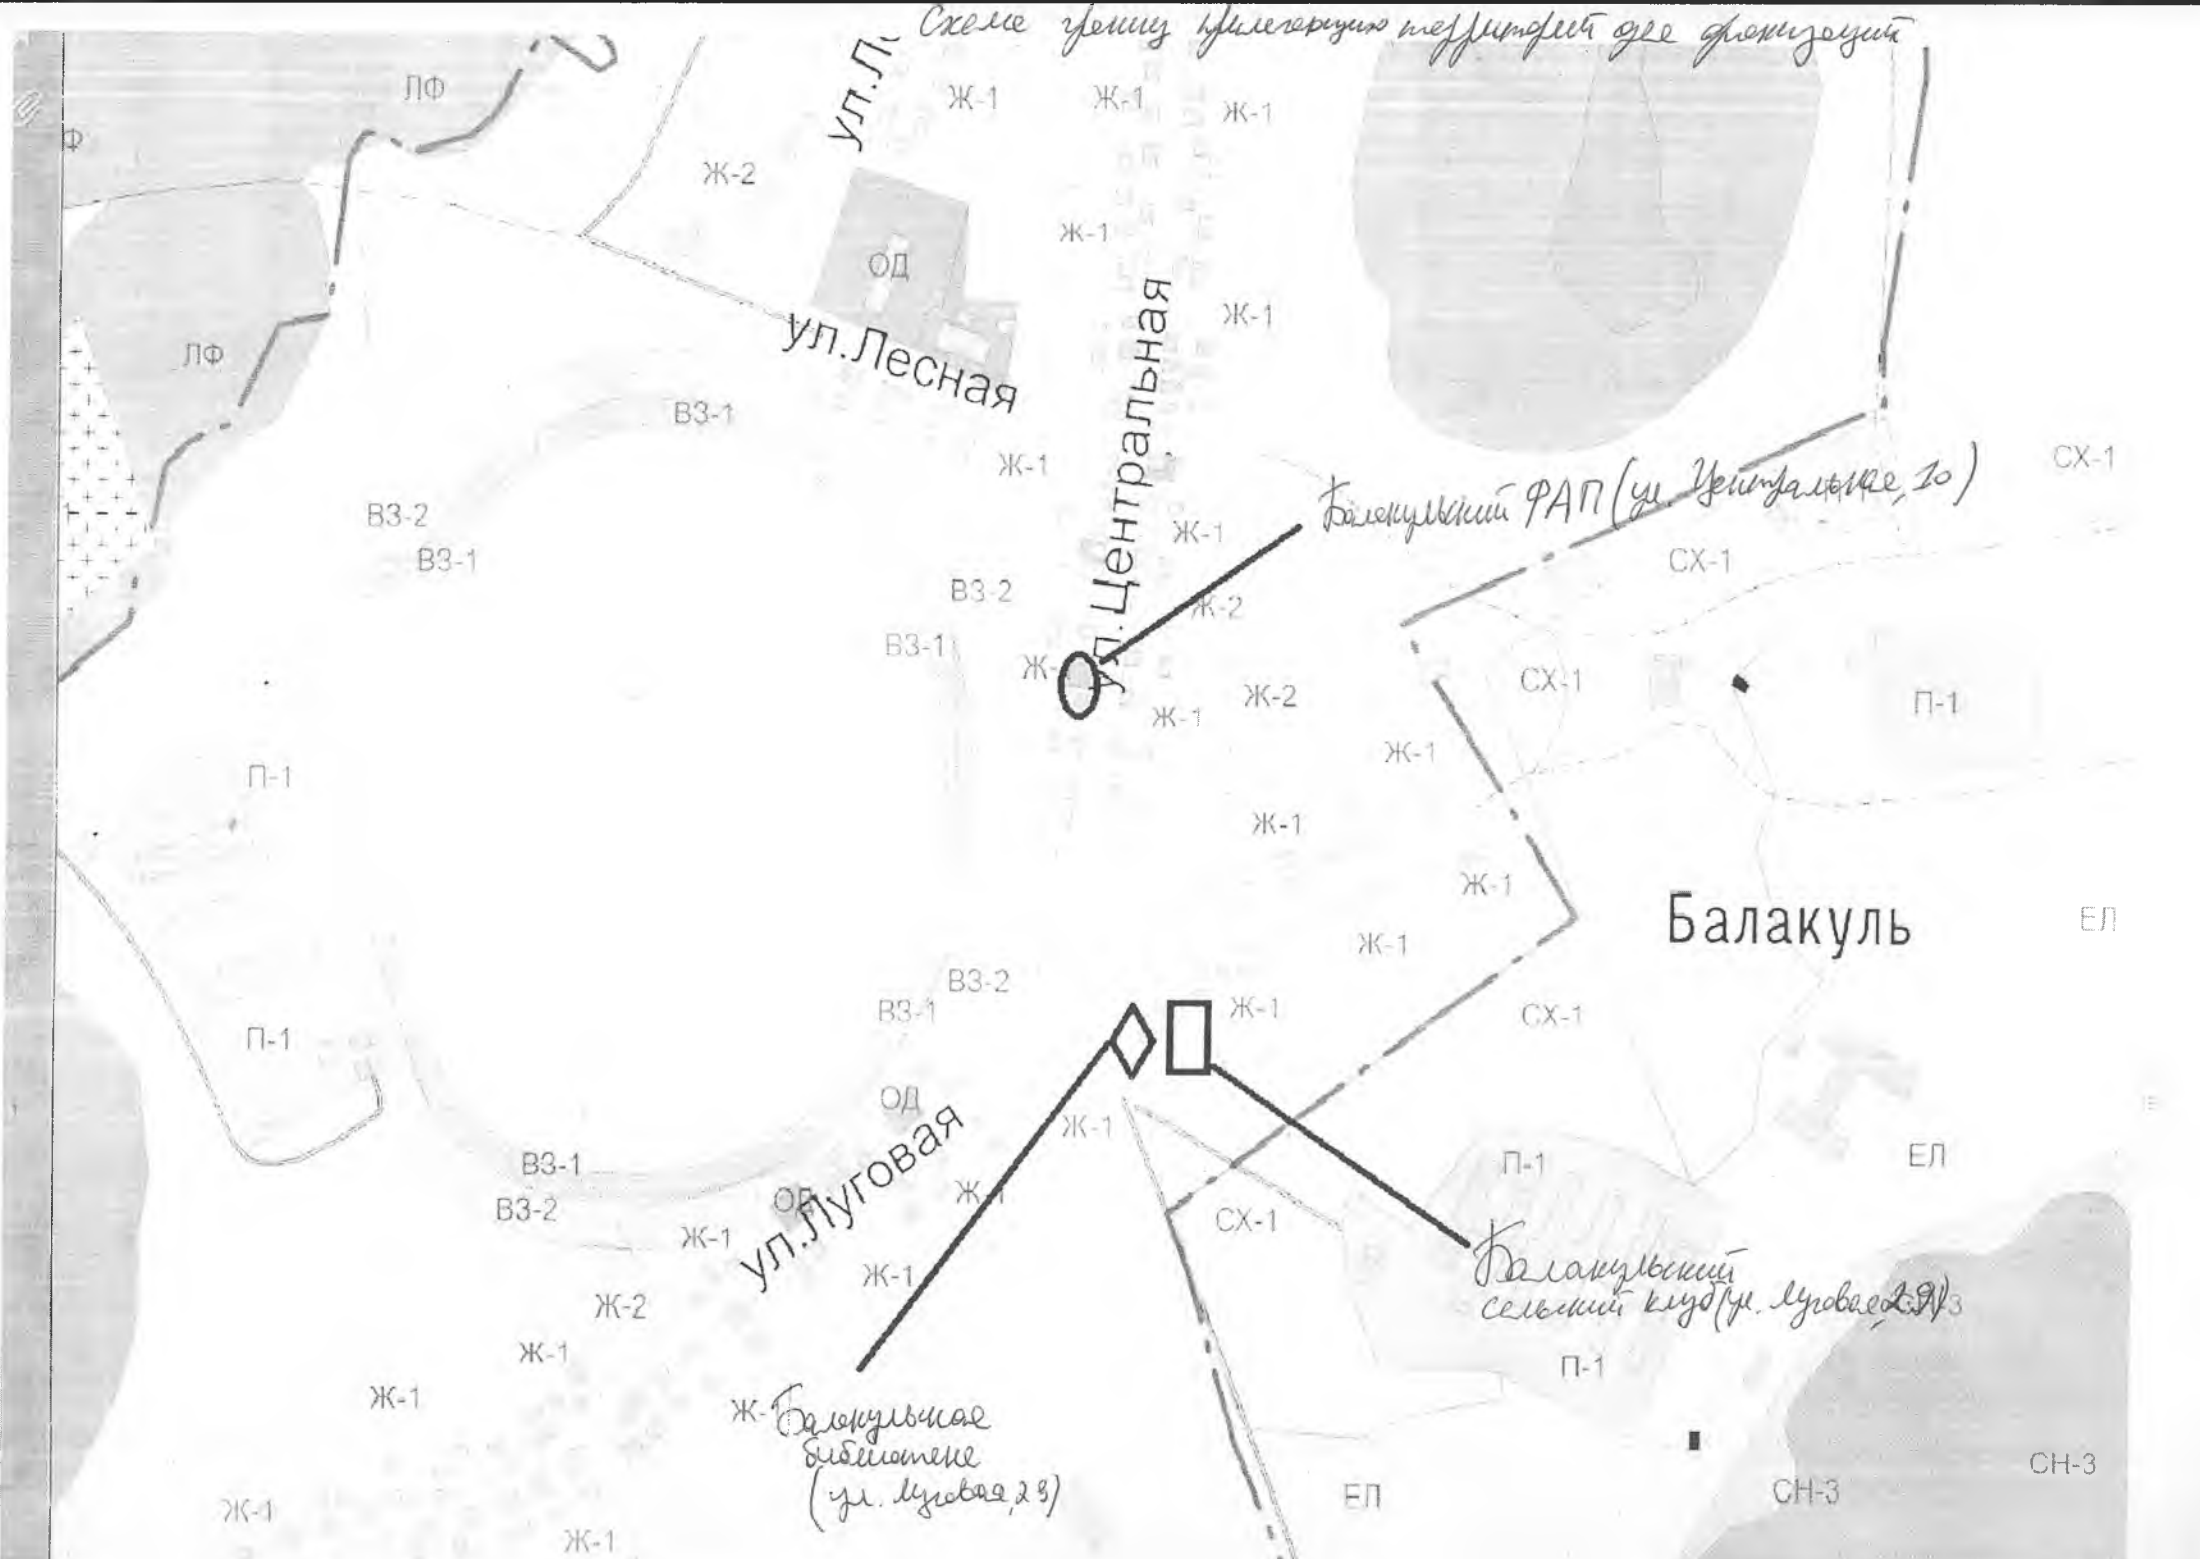 Схема границ прилегающих территорий для организаций
ЛФ
Ф
ул.Л
Ж-1
Ж-1
Ж-1
Ж-2
Ж-1
ОД
Ж-1
ул.Лесная
ул.Центральная
ЛФ
ВЗ-1
Ж-1
СХ-1
Балакульский ФАП (ул. Центральная, 10)
ВЗ-2
ВЗ-1
Ж-1
СХ-1
ВЗ-2
Ж-2
ВЗ-1
Ж-
СХ-1
Ж-2
Ж-1
П-1
Ж-1
П-1
Ж-1
Ж-1
Балакуль
ЕЛ
Ж-1
ВЗ-2
ВЗ-1
Ж-1
СХ-1
П-1
ОД
Ж-1
ул.Луговая
ВЗ-1
П-1
ЕЛ
ОД
Ж-1
ВЗ-2
СХ-1
Ж-1
Ж-1
Балакульский
сельский клуб (ул. Луговая, 29)
Ж-2
Ж-1
П-1
Ж-1
Ж-
Балакульская
библиотека
(ул. Луговая, 29)
СН-3
СН-3
ЕЛ
Ж-1
Ж-1